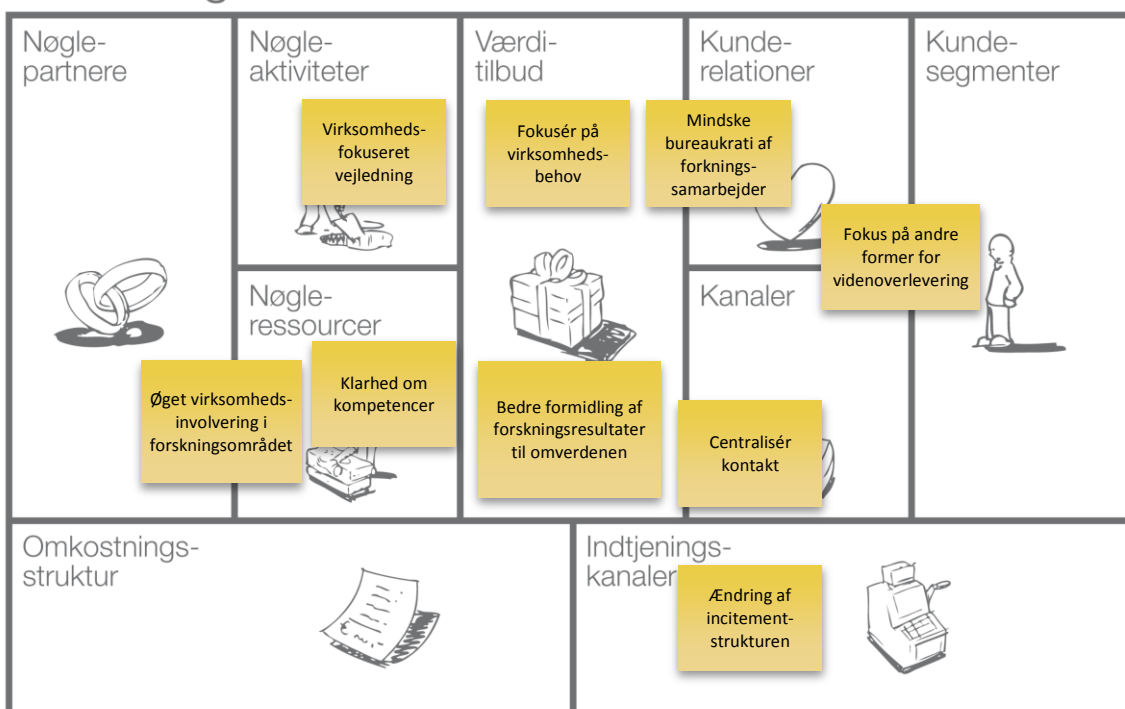 Nøgle-
partnere
Nøgle-
aktiviteter
Værdi-
tilbud
Kunde-
relationer
Kunde-
segmenter
Virksomheds-
fokuseret
vejledning
Fokusér på
virksomheds-
behov
Mindske
bureaukrati af
forknings-
samarbejder
Fokus på andre
former for
videnoverlevering
Nøgle-
ressourcer
Kanaler
Øget virksomheds-
involvering i
forskningsområdet
Klarhed om
kompetencer
Bedre formidling af
forskningsresultater
til omverdenen
Centralisér
kontakt
Omkostnings-
struktur
Indtjenings-
kanaler
Ændring af
incitement-
strukturen